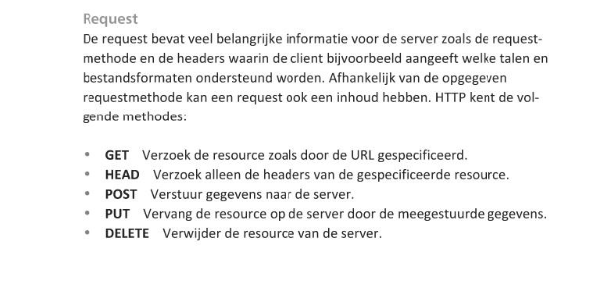 Request
De request bevat veel belangrijke informatie voor de server zoals de request-
methode en de headers waarin de client bijvoorbeeld aangeeft welke talen en
bestandsformaten ondersteund worden. Afhankelijk van de opgegeven
requestmethode kan een request ook een inhoud hebben. HTTP kent de vol-
gende methodes:
• GET Verzoek de resource zoals door de URL gespecificeerd.
• HEAD Verzoek alleen de headers van de gespecificeerde resource.
• POST Verstuur gegevens naar de server.
• PUT Vervang de resource op de server door de meegestuurde gegevens.
• DELETE Verwijder de resource van de server.